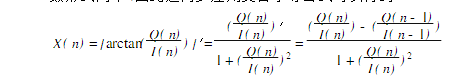 X( n) = [arctan(Q( n)/I( n))]′ = (Q( n)/I( n))′/(1 + (Q( n)/I( n))²) = ((Q( n)/I( n)) - (Q( n - 1)/I( n - 1)))/(1 + (Q( n)/I( n))²)